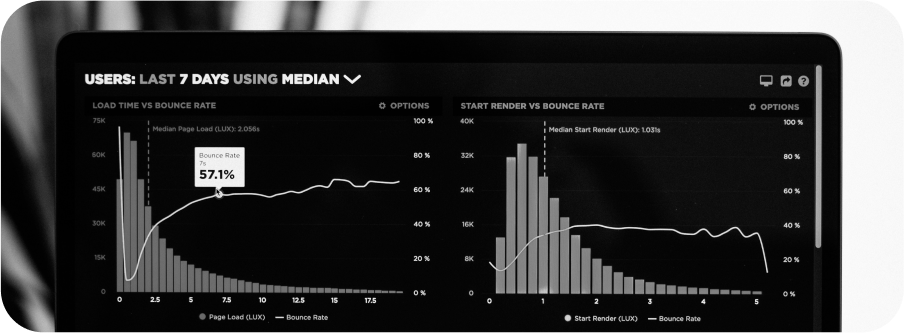 USERS: LAST 7 DAYS USING MEDIAN
LOAD TIME VS BOUNCE RATE
OPTIONS
75K
60K
45K
30K
15K
0
100 %
80 %
60 %
40 %
20 %
0 %
Median Page Load (LUX): 2.056s
Bounce Rate
7s
57.1%
0 2.5 5 7.5 10 12.5 15 17.5
Page Load (LUX) Bounce Rate
START RENDER VS BOUNCE RATE
OPTIONS
40K
32K
24K
16K
8K
0
100 %
80 %
60 %
40 %
20 %
0 %
Median Start Render (LUX): 1.031s
0 1 2 3 4 5
Start Render (LUX) Bounce Rate